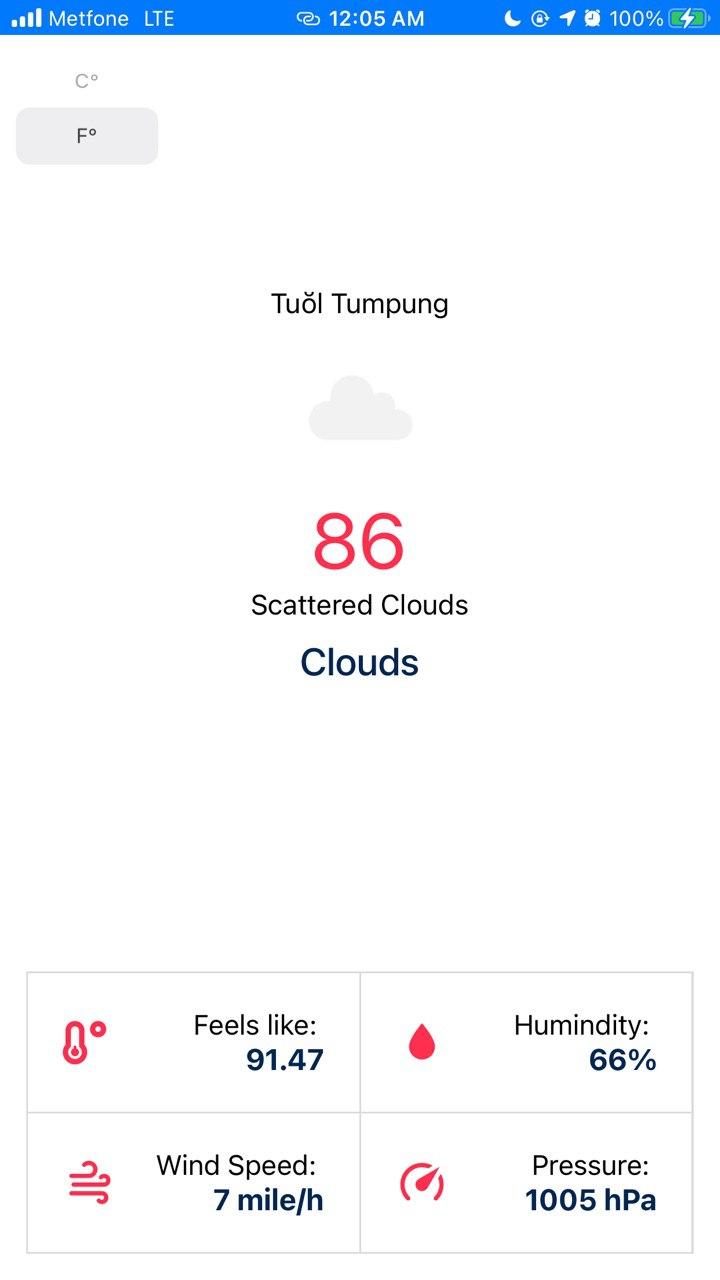 Metfone LTE 12:05 AM 100%
C°
F°
Tuŏl Tumpung
86
Scattered Clouds
Clouds
Feels like:
91.47
Humindity:
66%
Wind Speed:
7 mile/h
Pressure:
1005 hPa